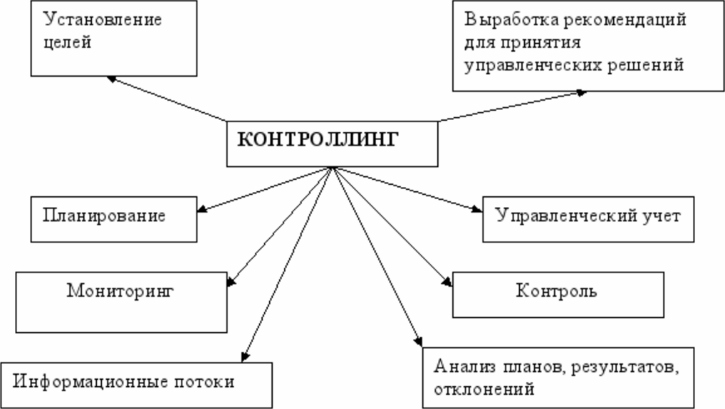 Установление
целей
Выработка рекомендаций
для принятия
управленческих решений
КОНТРОЛЛИНГ
Планирование
Управленческий учет
Мониторинг
Контроль
Информационные потоки
Анализ планов, результатов,
отклонений